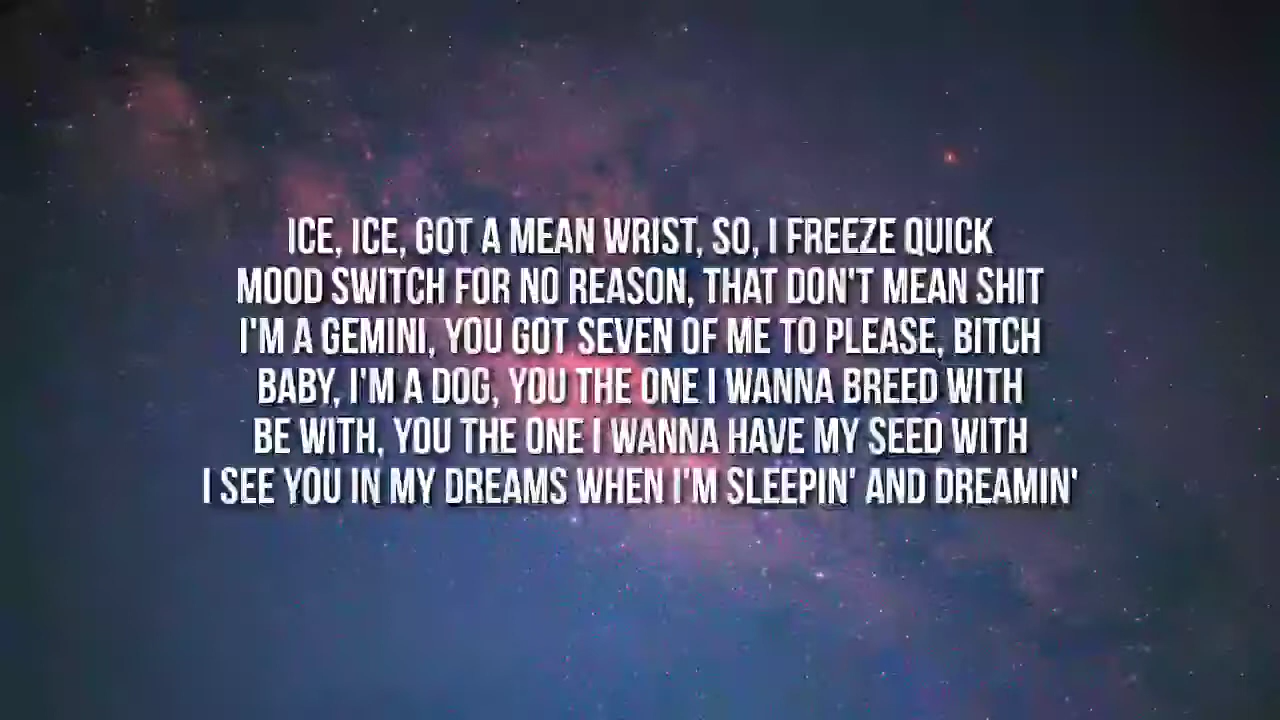 ICE, ICE, GOT A MEAN WRIST, SO, I FREEZE QUICK
MOOD SWITCH FOR NO REASON, THAT DON'T MEAN SHIT
I'M A GEMINI, YOU GOT SEVEN OF ME TO PLEASE, BITCH
BABY, I'M A DOG, YOU THE ONE I WANNA BREED WITH
BE WITH, YOU THE ONE I WANNA HAVE MY SEED WITH
I SEE YOU IN MY DREAMS WHEN I'M SLEEPIN' AND DREAMIN'